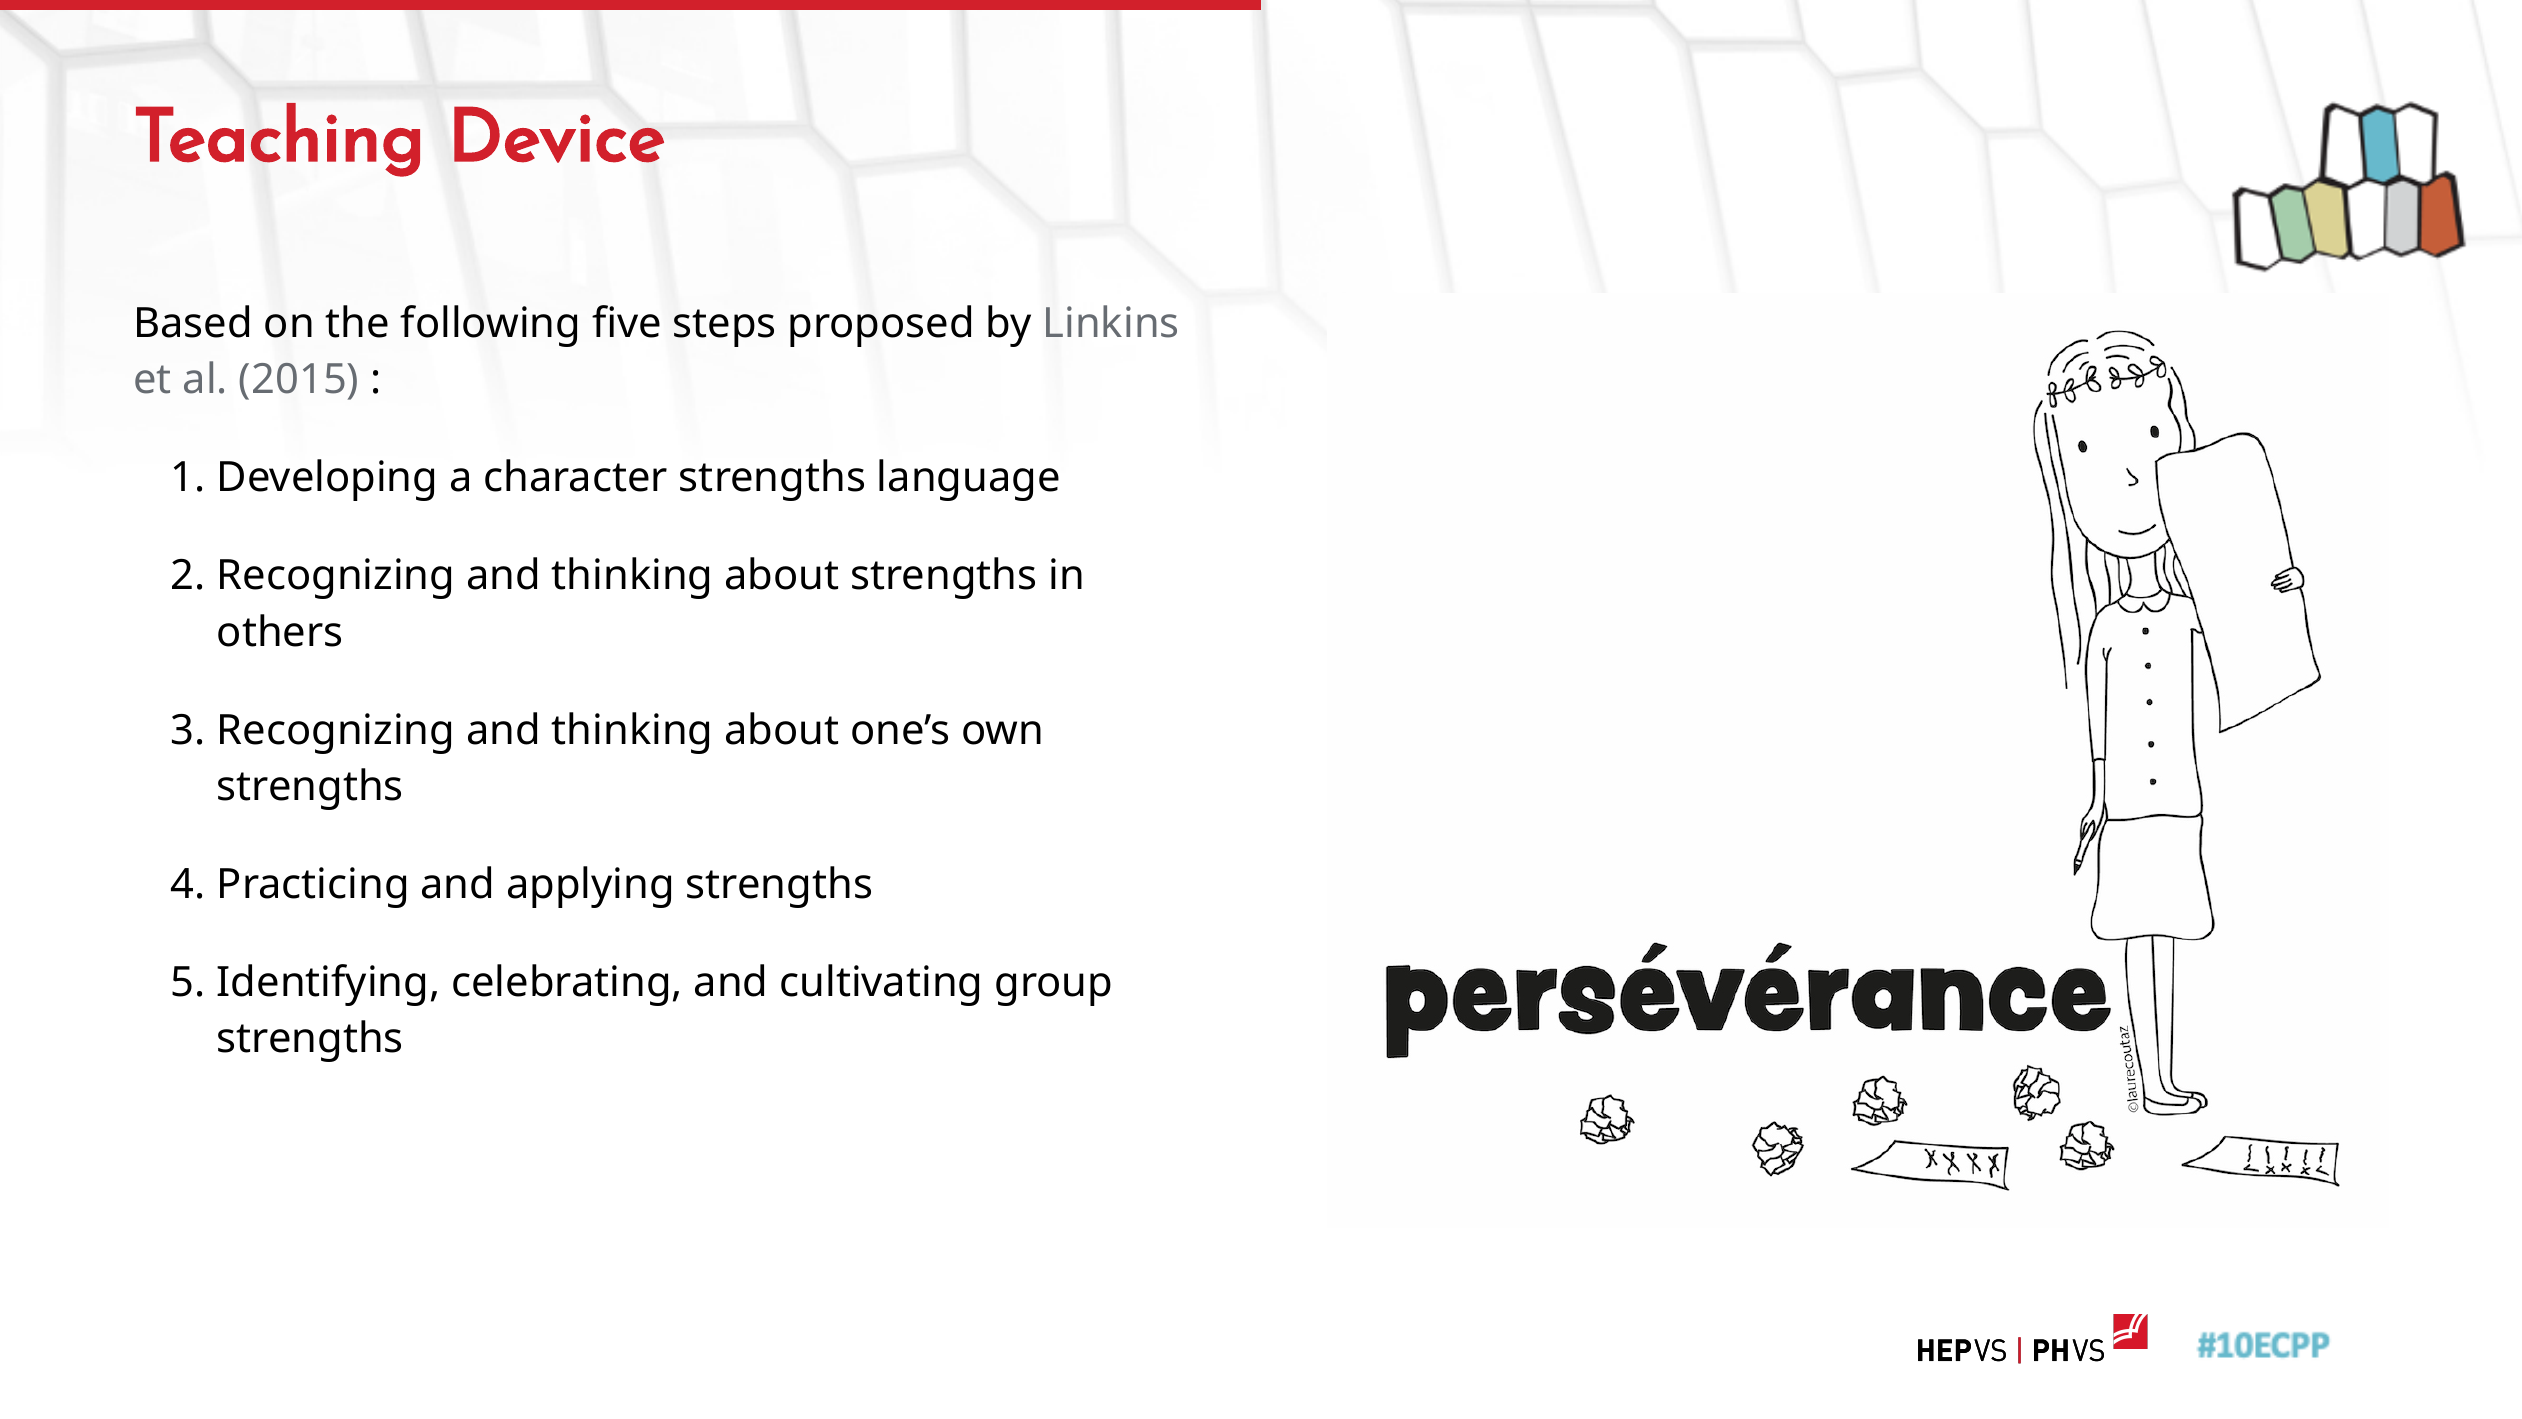 Teaching Device
Based on the following five steps proposed by Linkins
et al. (2015) :
1. Developing a character strengths language
2. Recognizing and thinking about strengths in
others
3. Recognizing and thinking about one’s own
strengths
4. Practicing and applying strengths
5. Identifying, celebrating, and cultivating group
strengths
persévérance
©laurecoutaz
HEPVS | PHVS
#10ECPP